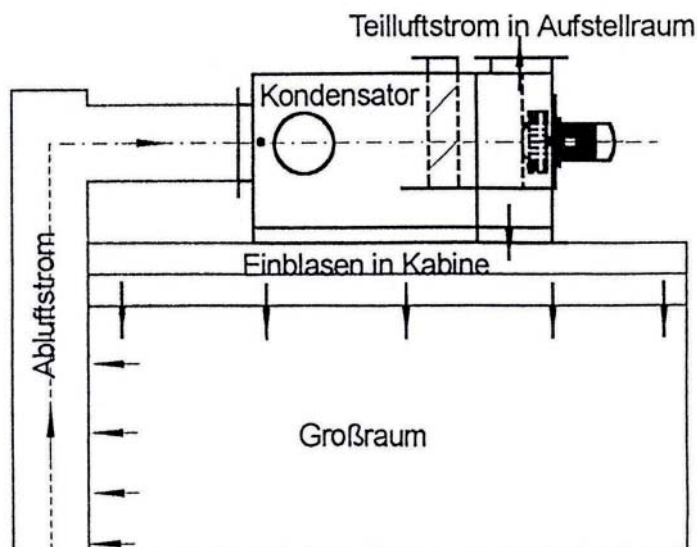 Teilluftstrom in Aufstellraum
Kondensator
Abluftstrom
Einblasen in Kabine
Großraum